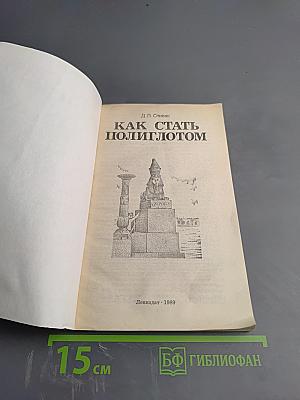 КАК СТАТЬ
ПОЛИГЛОТОМ
Лениздат · 1989
15 см
БФ ГИБЛИОФАН